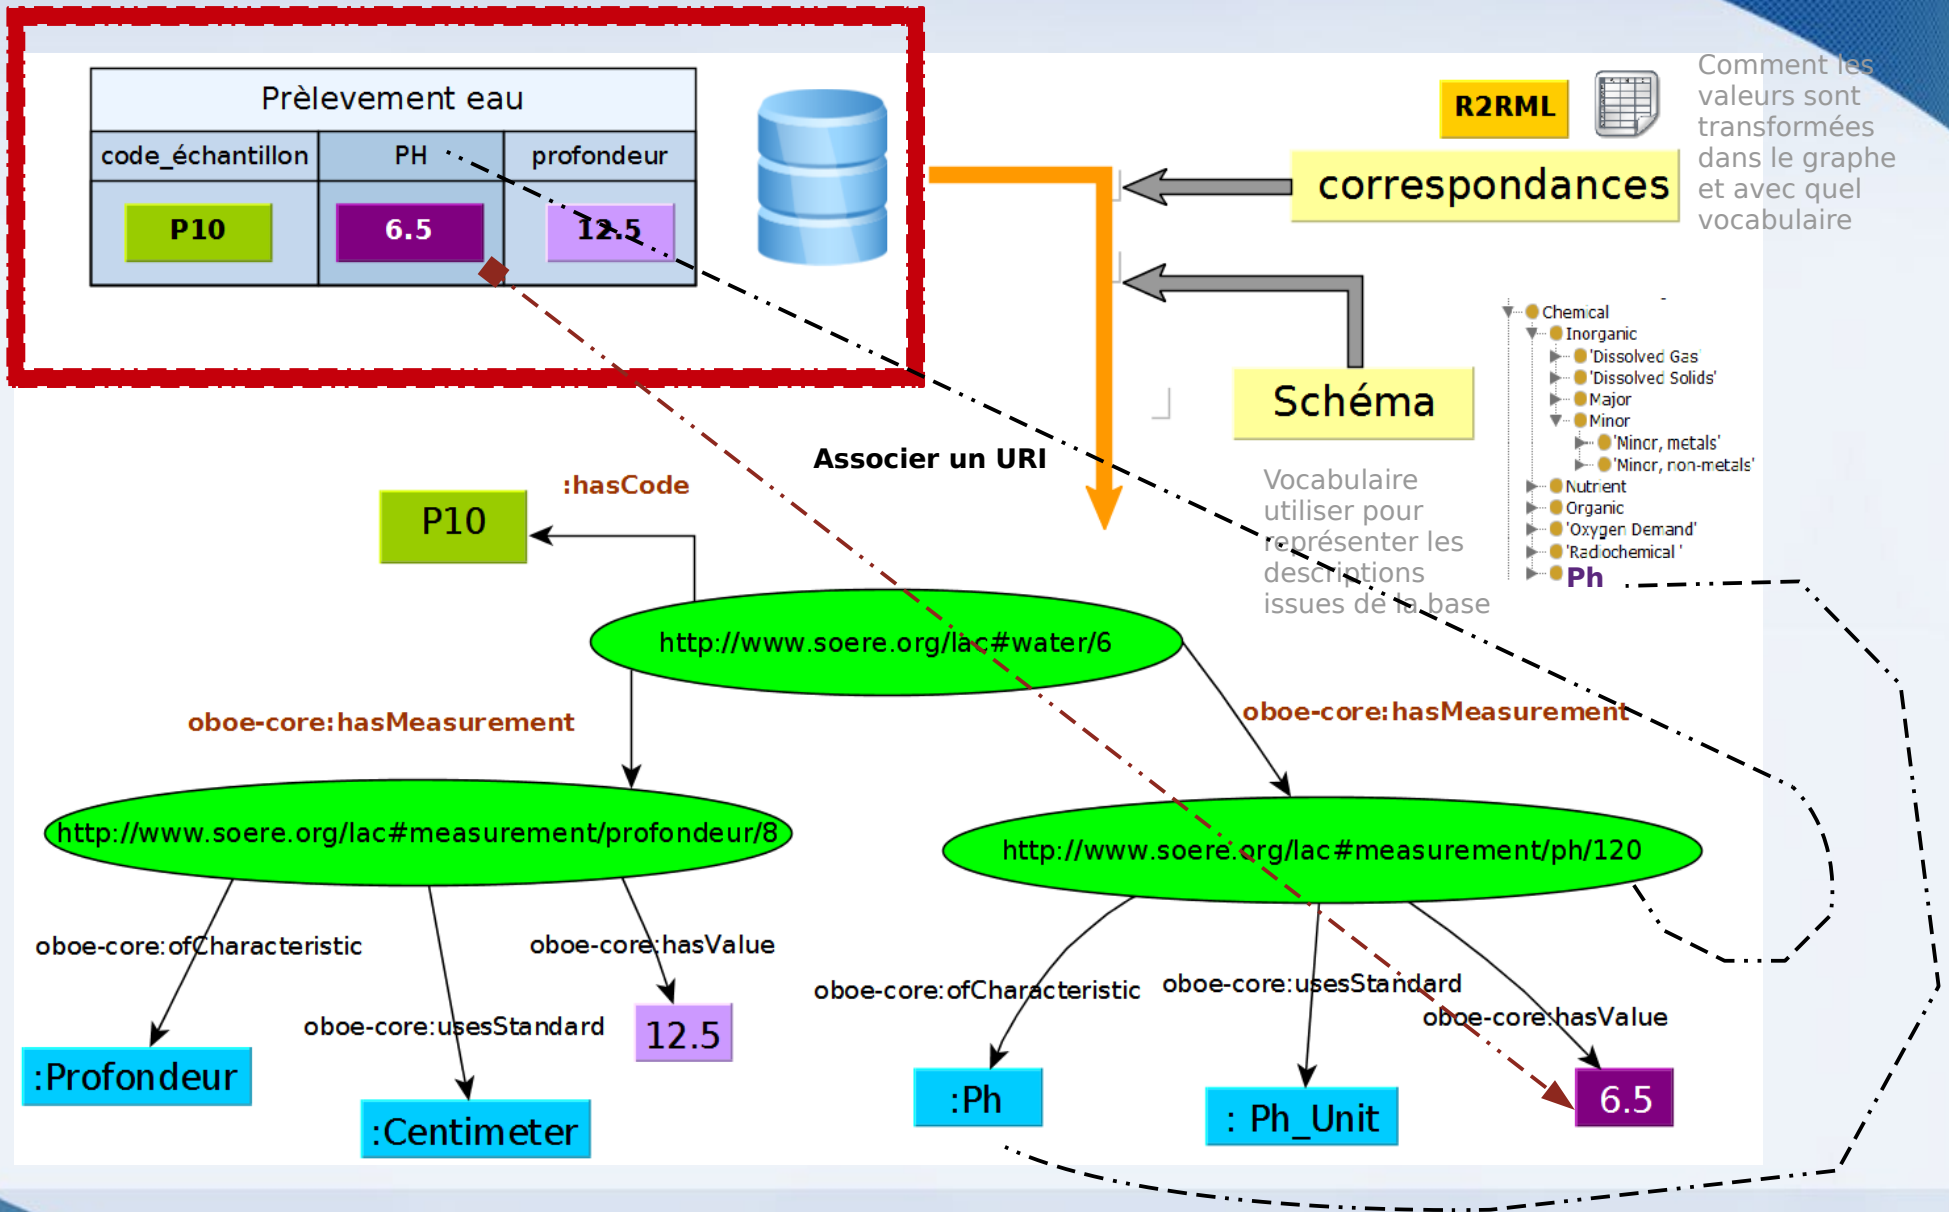 Prèlevement eau
code_échantillon
PH
profondeur
P10
6.5
12.5
R2RML
correspondances
Comment les
valeurs sont
transformées
dans le graphe
et avec quel
vocabulaire
Schéma
Vocabulaire
utiliser pour
représenter les
descriptions
issues de la base
Chemical
Inorganic
'Dissolved Gas'
'Dissolved Solids'
Major
Minor
'Minor, metals'
'Minor, non-metals'
Nutrient
Organic
'Oxygen Demand'
'Radiochemical '
Ph
Associer un URI
:hasCode
P10
http://www.soere.org/lac#water/6
oboe-core:hasMeasurement
oboe-core:hasMeasurement
http://www.soere.org/lac#measurement/profondeur/8
http://www.soere.org/lac#measurement/ph/120
oboe-core:ofCharacteristic
oboe-core:hasValue
oboe-core:usesStandard
12.5
:Profondeur
:Centimeter
oboe-core:ofCharacteristic
oboe-core:usesStandard
oboe-core:hasValue
:Ph
: Ph_Unit
6.5